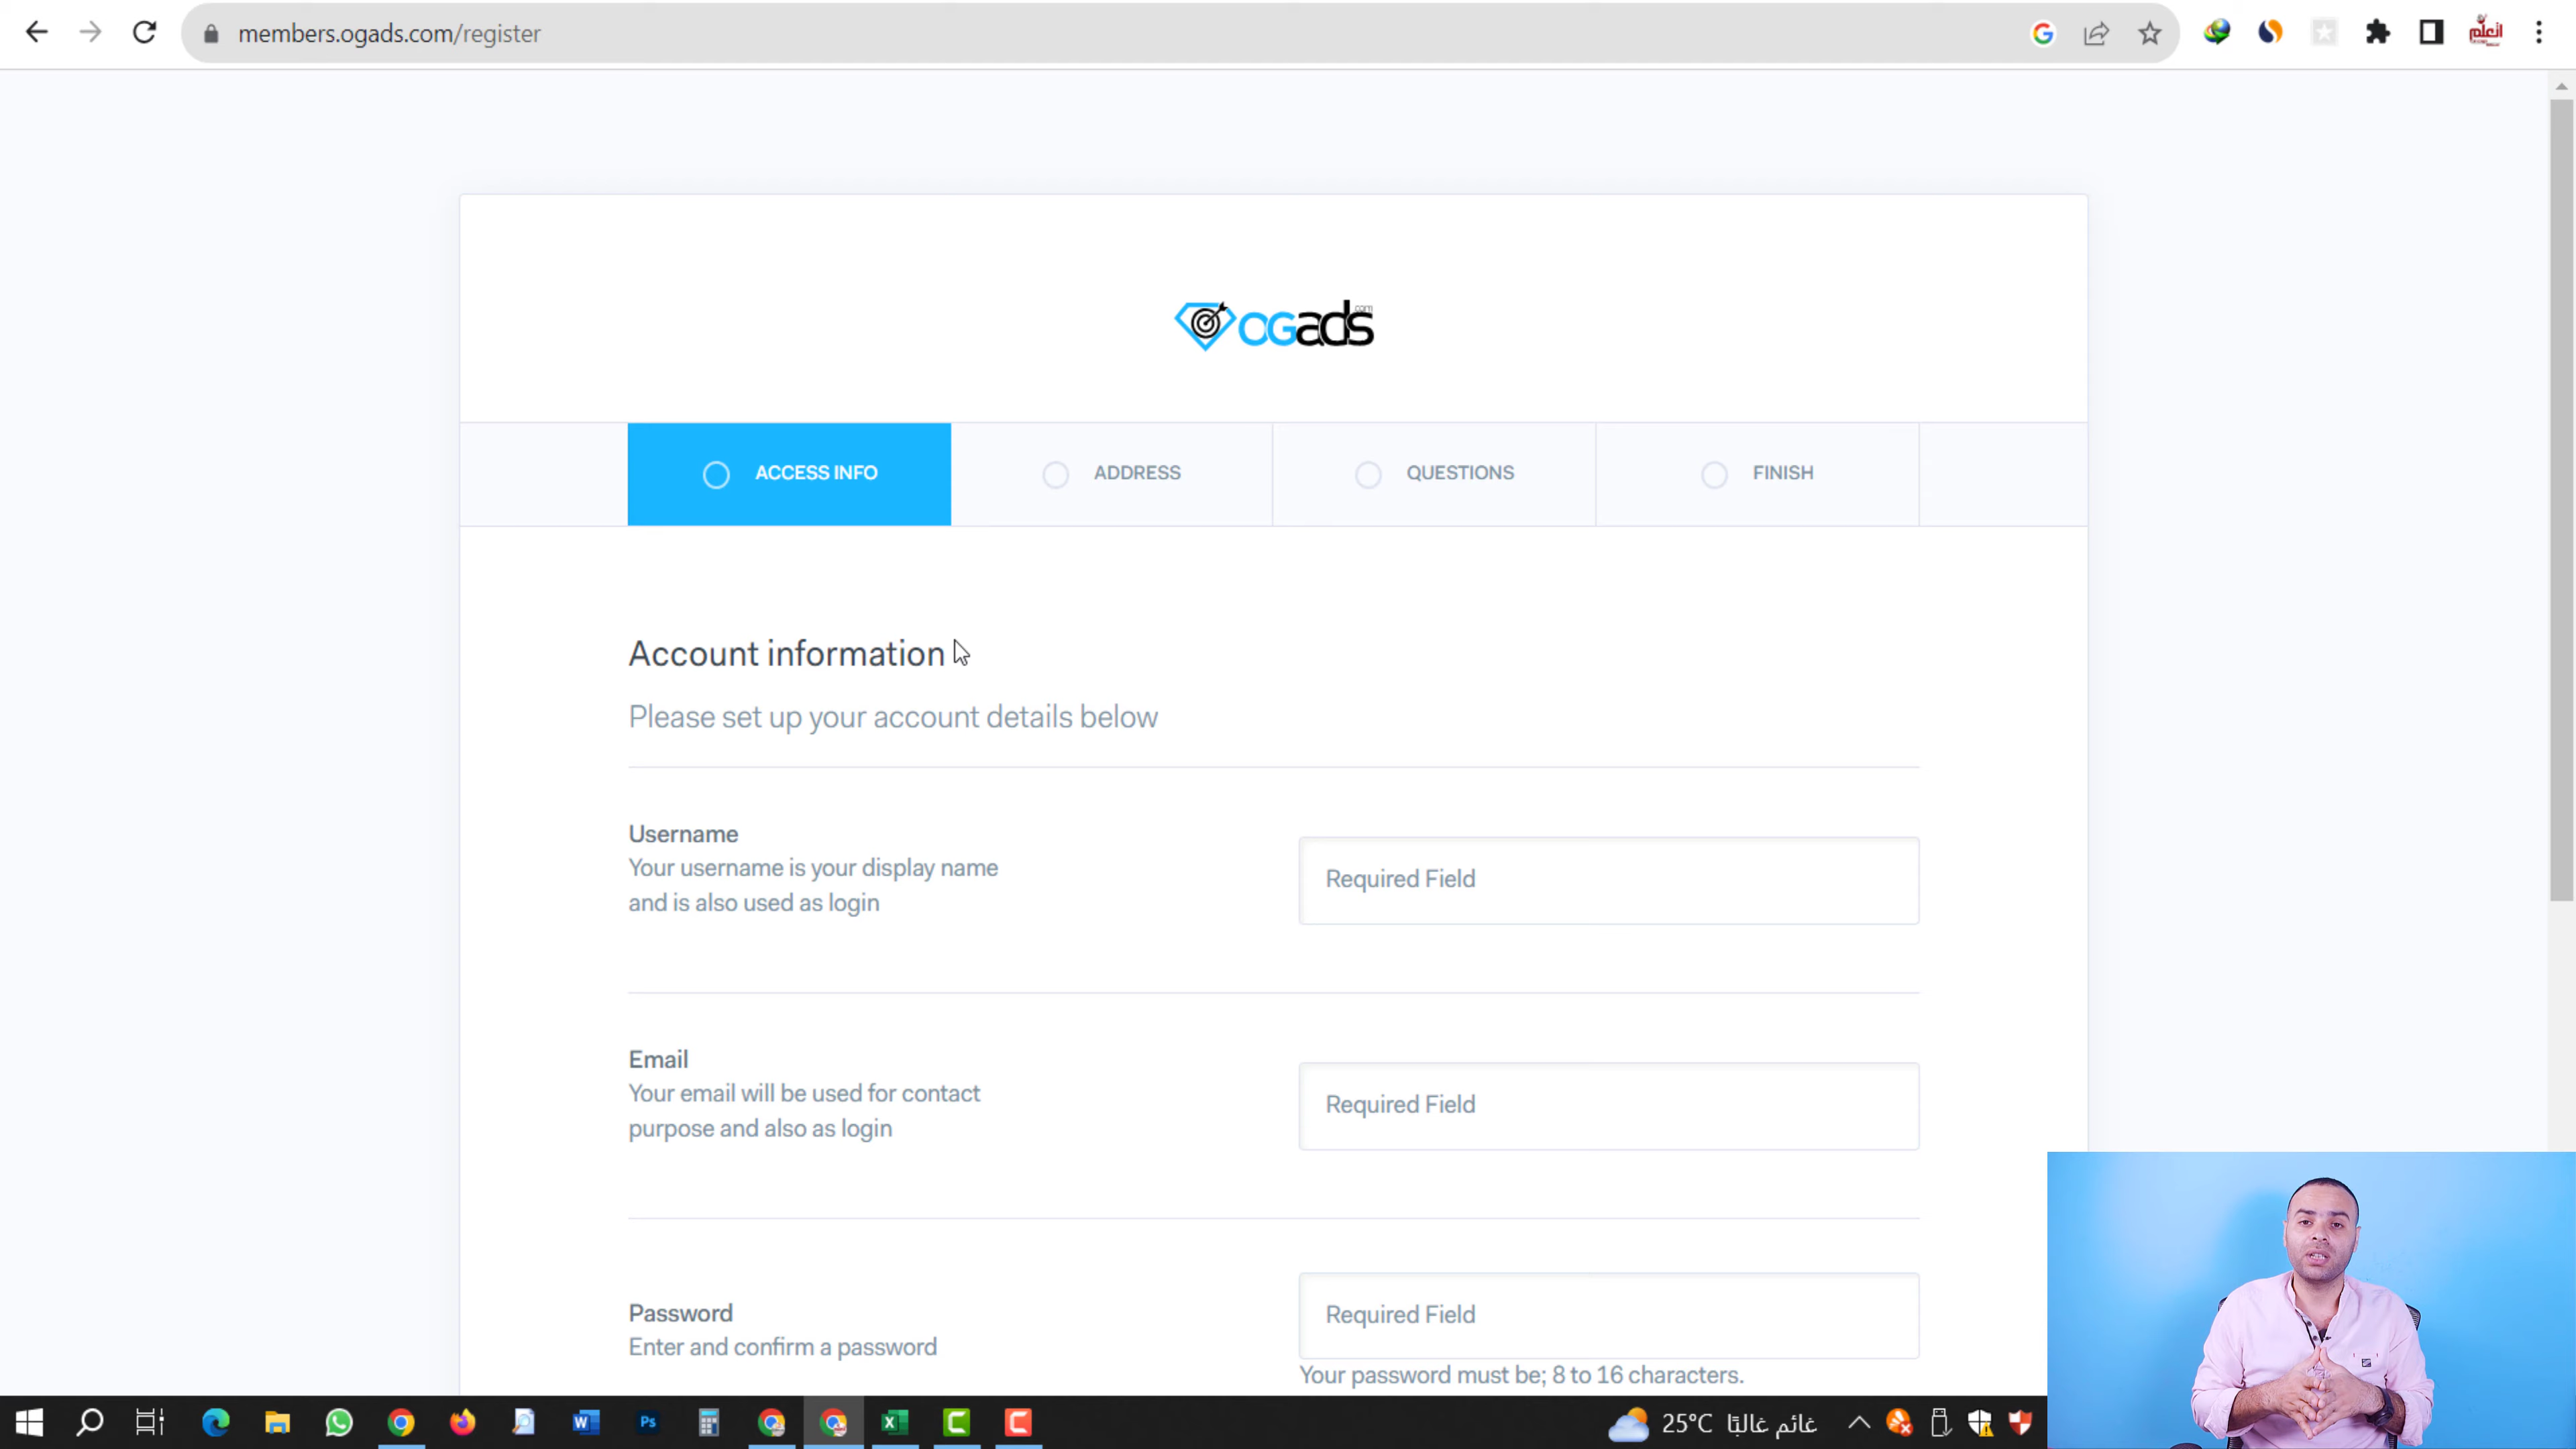 members.ogads.com/register
اتعلم
ogads
.com
ACCESS INFO
ADDRESS
QUESTIONS
FINISH
Account information
Please set up your account details below
Username
Your username is your display name
and is also used as login
Required Field
Email
Your email will be used for contact
purpose and also as login
Required Field
Password
Enter and confirm a password
Required Field
Your password must be; 8 to 16 characters.
25°C غائم غالبًا